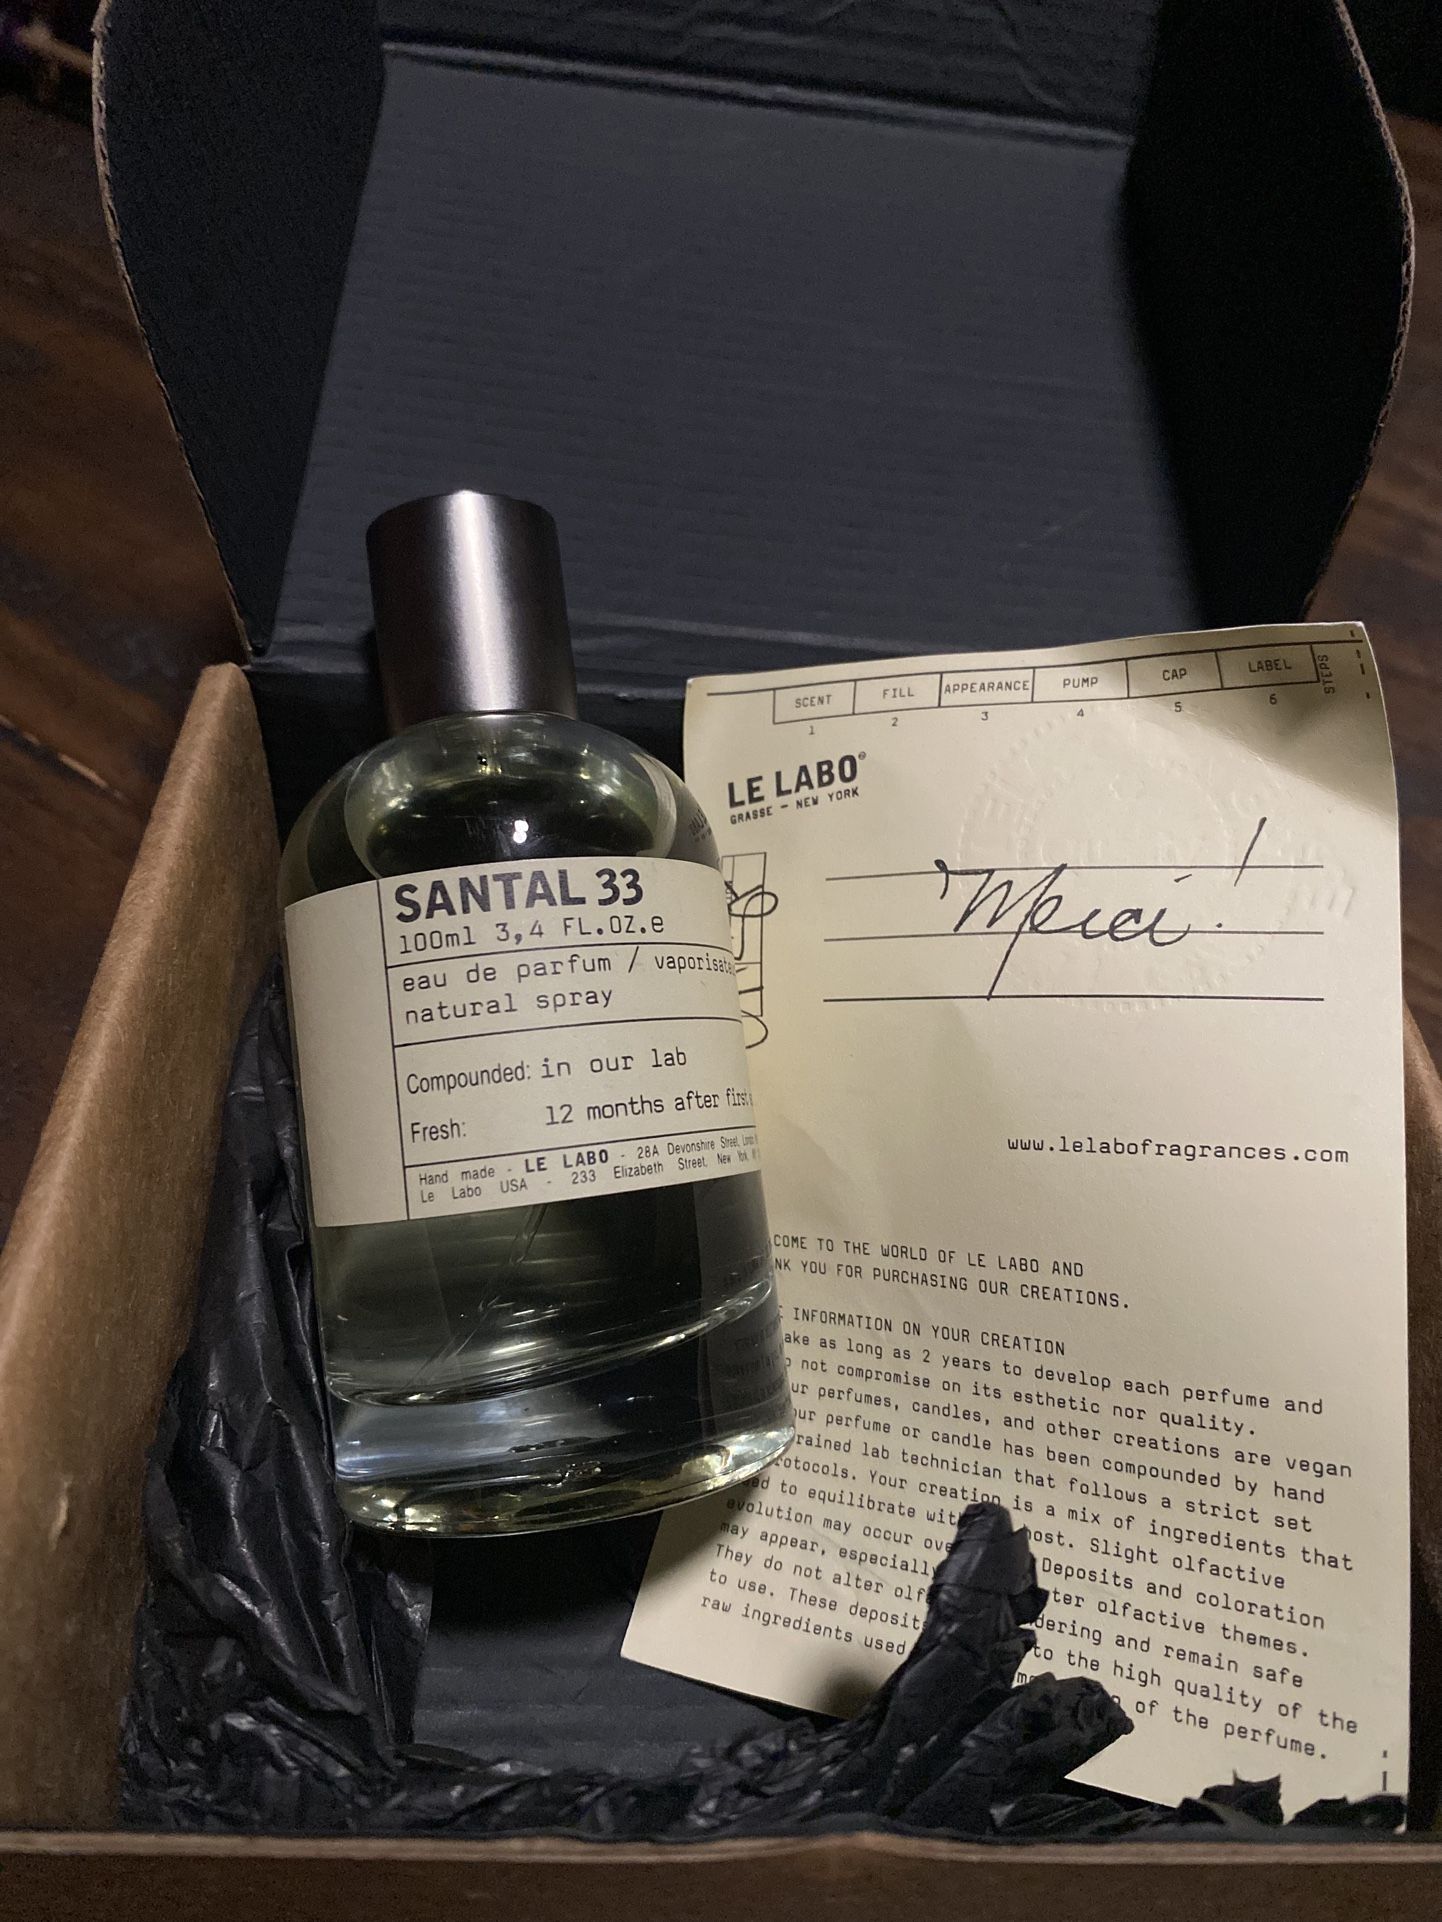 SANTAL 33
100ml 3,4 FL.OZ.e
eau de parfum / vaporisate
natural spray
Compounded: in our lab
Fresh: 12 months after first
Hand made - LE LABO - 28A Devonshire Street, London
Le Labo USA - 233 Elizabeth Street, New York,
SCENT FILL APPEARANCE PUMP CAP LABEL STEPS
1 2 3 4 5 6
LE LABO®
GRASSE - NEW YORK
Merci!
www.lelabofragrances.com
COME TO THE WORLD OF LE LABO AND
NK YOU FOR PURCHASING OUR CREATIONS.
INFORMATION ON YOUR CREATION
ake as long as 2 years to develop each perfume and
not compromise on its esthetic nor quality.
ur perfumes, candles, and other creations are vegan
our perfume or candle has been compounded by hand
rained lab technician that follows a strict set
rotocols. Your creation is a mix of ingredients that
ed to equilibrate with host. Slight olfactive
evolution may occur ove Deposits and coloration
may appear, especially ter olfactive themes.
They do not alter olf dering and remain safe
to use. These deposits to the high quality of the
raw ingredients used of the perfume.